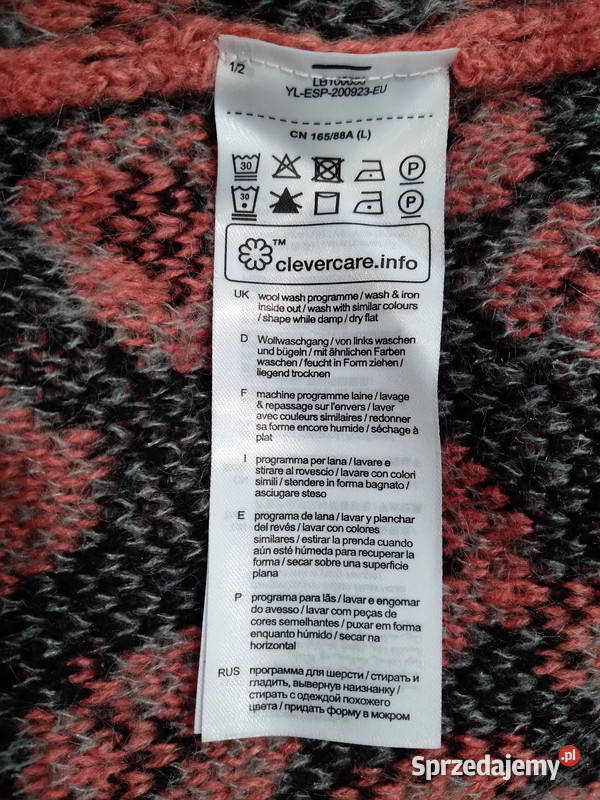 1/2
YL-ESP-200923-EU
CN 165/88A (L)
30 P
30 P
TM
clevercare.info
UK wool wash programme / wash & iron
inside out / wash with similar colours
/ shape while damp / dry flat
D Wollwaschgang / von links waschen
und bügeln / mit ähnlichen Farben
waschen / feucht in Form ziehen /
liegend trocknen
F machine programme laine / lavage
& repassage sur l'envers / laver
avec couleurs similaires / redonner
sa forme encore humide / séchage à
plat
I programma per lana / lavare e
stirare al rovescio / lavare con colori
simili / stendere in forma bagnato /
asciugare steso
E programa de lana / lavar y planchar
del revés / lavar con colores
similares / estirar la prenda cuando
aún esté húmeda para recuperar la
forma / secar sobre una superficie
plana
P programa para lãs / lavar e engomar
do avesso / lavar com peças de
cores semelhantes / puxar em forma
enquanto húmido / secar na
horizontal
RUS программа для шерсти / стирать и
гладить, вывернув наизнанку /
стирать с одеждой похожего
цвета / придать форму в мокром
Sprzedajemy.pl